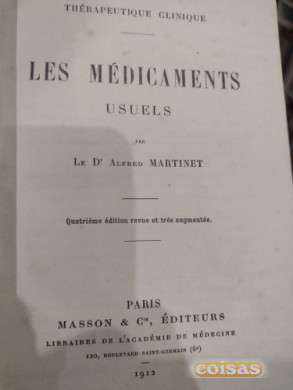 THÉRAPEUTIQUE CLINIQUE
LES MÉDICAMENTS
USUELS
PAR
LE Dr ALFRED MARTINET
Quatrième édition revue et très augmentée.
PARIS
MASSON & Cie, ÉDITEURS
LIBRAIRES DE L'ACADÉMIE DE MÉDECINE
120, BOULEVARD SAINT-GERMAIN (6e)
1912
coisas